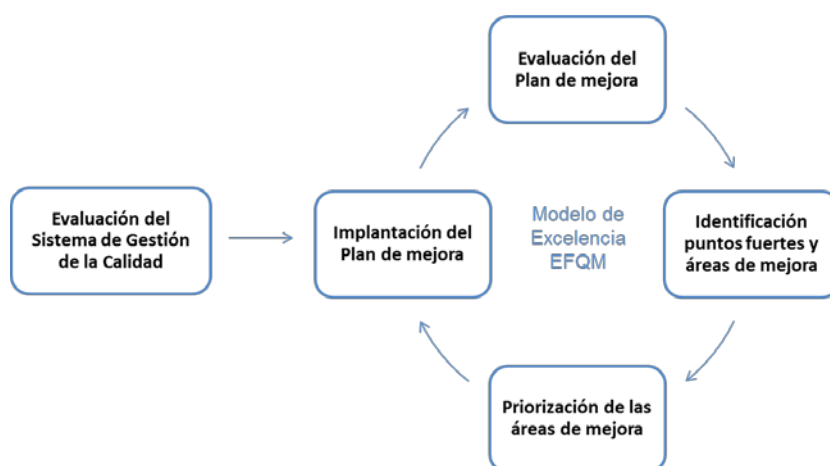 Evaluación del
Plan de mejora
Evaluación del
Sistema de Gestión
de la Calidad
Implantación del
Plan de mejora
Modelo de
Excelencia
EFQM
Identificación
puntos fuertes y
áreas de mejora
Priorización de las
áreas de mejora